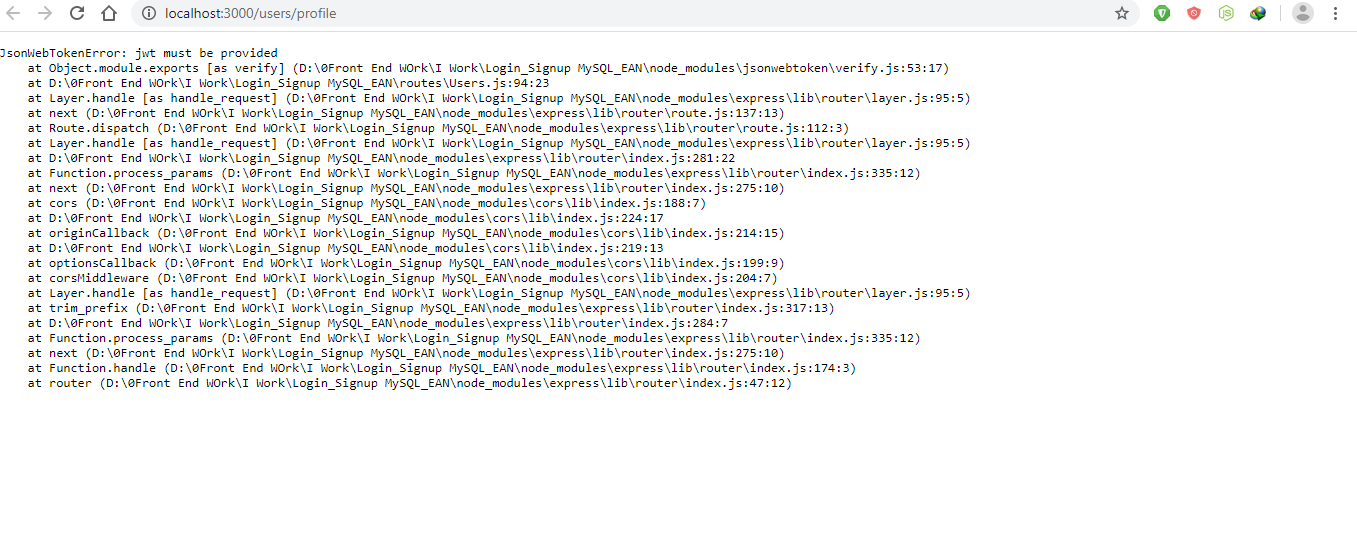 localhost:3000/users/profile
JsonWebTokenError: jwt must be provided
    at Object.module.exports [as verify] (D:\0Front End WOrk\I Work\Login_Signup MySQL_EAN\node_modules\jsonwebtoken\verify.js:53:17)
    at D:\0Front End WOrk\I Work\Login_Signup MySQL_EAN\routes\Users.js:94:23
    at Layer.handle [as handle_request] (D:\0Front End WOrk\I Work\Login_Signup MySQL_EAN\node_modules\express\lib\router\layer.js:95:5)
    at next (D:\0Front End WOrk\I Work\Login_Signup MySQL_EAN\node_modules\express\lib\router\route.js:137:13)
    at Route.dispatch (D:\0Front End WOrk\I Work\Login_Signup MySQL_EAN\node_modules\express\lib\router\route.js:112:3)
    at Layer.handle [as handle_request] (D:\0Front End WOrk\I Work\Login_Signup MySQL_EAN\node_modules\express\lib\router\layer.js:95:5)
    at D:\0Front End WOrk\I Work\Login_Signup MySQL_EAN\node_modules\express\lib\router\index.js:281:22
    at Function.process_params (D:\0Front End WOrk\I Work\Login_Signup MySQL_EAN\node_modules\express\lib\router\index.js:335:12)
    at next (D:\0Front End WOrk\I Work\Login_Signup MySQL_EAN\node_modules\express\lib\router\index.js:275:10)
    at cors (D:\0Front End WOrk\I Work\Login_Signup MySQL_EAN\node_modules\cors\lib\index.js:188:7)
    at D:\0Front End WOrk\I Work\Login_Signup MySQL_EAN\node_modules\cors\lib\index.js:224:17
    at originCallback (D:\0Front End WOrk\I Work\Login_Signup MySQL_EAN\node_modules\cors\lib\index.js:214:15)
    at D:\0Front End WOrk\I Work\Login_Signup MySQL_EAN\node_modules\cors\lib\index.js:219:13
    at optionsCallback (D:\0Front End WOrk\I Work\Login_Signup MySQL_EAN\node_modules\cors\lib\index.js:199:9)
    at corsMiddleware (D:\0Front End WOrk\I Work\Login_Signup MySQL_EAN\node_modules\cors\lib\index.js:204:7)
    at Layer.handle [as handle_request] (D:\0Front End WOrk\I Work\Login_Signup MySQL_EAN\node_modules\express\lib\router\layer.js:95:5)
    at trim_prefix (D:\0Front End WOrk\I Work\Login_Signup MySQL_EAN\node_modules\express\lib\router\index.js:317:13)
    at D:\0Front End WOrk\I Work\Login_Signup MySQL_EAN\node_modules\express\lib\router\index.js:284:7
    at Function.process_params (D:\0Front End WOrk\I Work\Login_Signup MySQL_EAN\node_modules\express\lib\router\index.js:335:12)
    at next (D:\0Front End WOrk\I Work\Login_Signup MySQL_EAN\node_modules\express\lib\router\index.js:275:10)
    at Function.handle (D:\0Front End WOrk\I Work\Login_Signup MySQL_EAN\node_modules\express\lib\router\index.js:174:3)
    at router (D:\0Front End WOrk\I Work\Login_Signup MySQL_EAN\node_modules\express\lib\router\index.js:47:12)